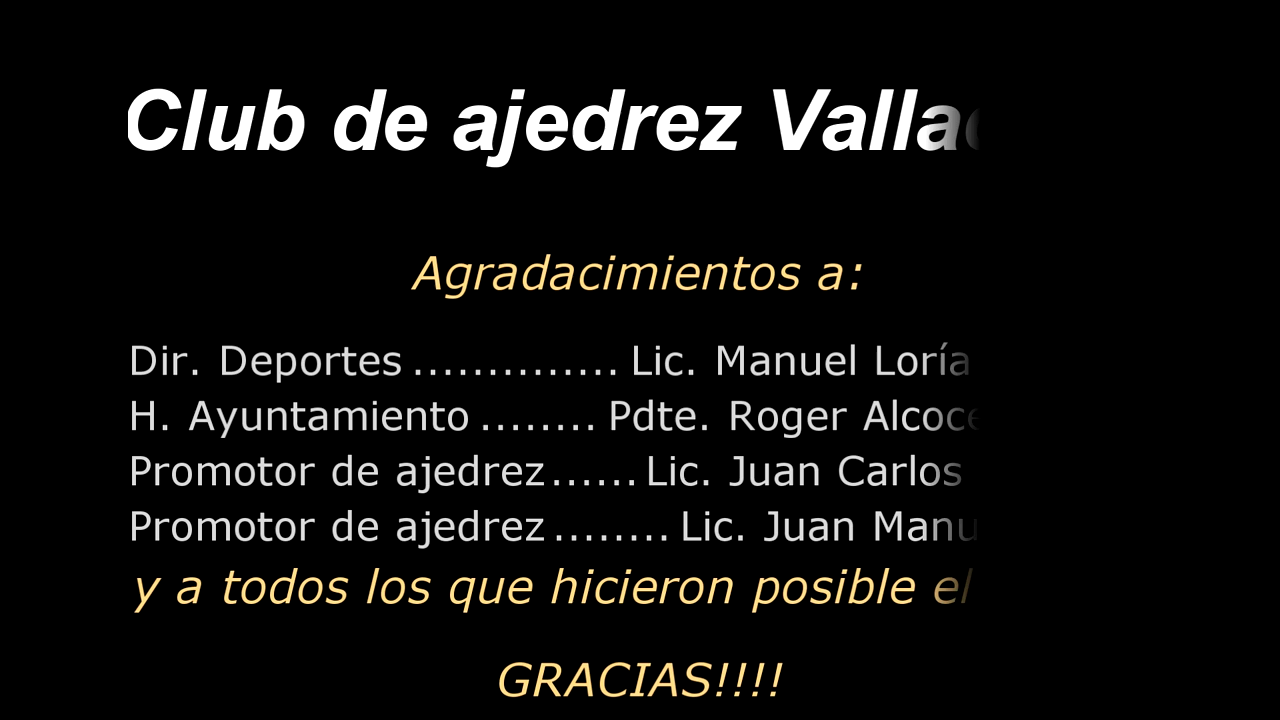 Club de ajedrez
Agradacimientos a:
Dir. Deportes .............. Lic. Manuel Loría
H. Ayuntamiento ........ Pdte. Roger
Promotor de ajedrez ...... Lic. Juan Carlos
Promotor de ajedrez ........ Lic. Juan
y a todos los que hicieron posible el
GRACIAS!!!!